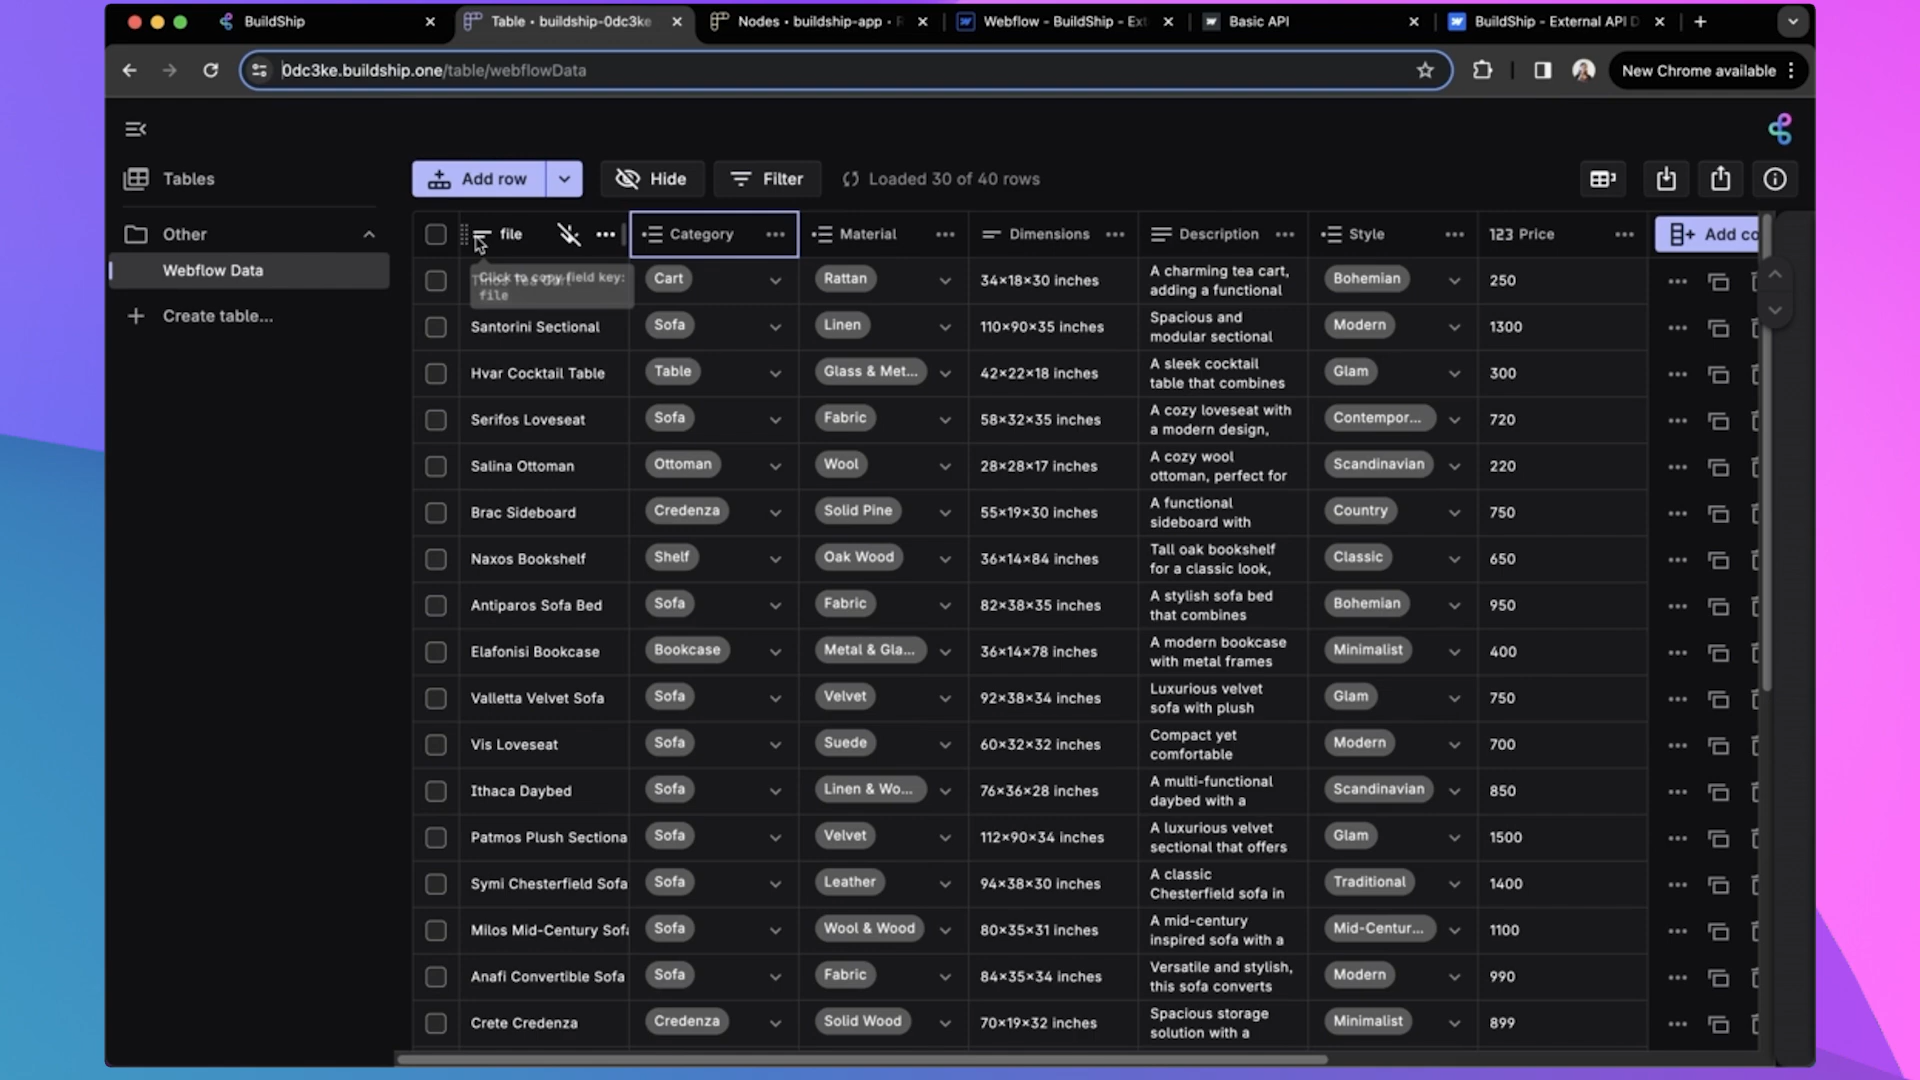 BuildShip
Table • buildship-0dc3ke
Nodes • buildship-app •
Webflow - BuildShip - Ext
Basic API
BuildShip - External API D
0dc3ke.buildship.one/table/webflowData
New Chrome available
Tables
Add row
Hide
Filter
Loaded 30 of 40 rows
Other
Webflow Data
Create table...
file
Category
Material
Dimensions
Description
Style
123 Price
Add co
Click to copy field key:
file
Cart
Rattan
34×18×30 inches
A charming tea cart,
adding a functional
Bohemian
250
Santorini Sectional
Sofa
Linen
110×90×35 inches
Spacious and
modular sectional
Modern
1300
Hvar Cocktail Table
Table
Glass & Met...
42×22×18 inches
A sleek cocktail
table that combines
Glam
300
Serifos Loveseat
Sofa
Fabric
58×32×35 inches
A cozy loveseat with
a modern design,
Contempor...
720
Salina Ottoman
Ottoman
Wool
28×28×17 inches
A cozy wool
ottoman, perfect for
Scandinavian
220
Brac Sideboard
Credenza
Solid Pine
55×19×30 inches
A functional
sideboard with
Country
750
Naxos Bookshelf
Shelf
Oak Wood
36×14×84 inches
Tall oak bookshelf
for a classic look,
Classic
650
Antiparos Sofa Bed
Sofa
Fabric
82×38×35 inches
A stylish sofa bed
that combines
Bohemian
950
Elafonisi Bookcase
Bookcase
Metal & Gla...
36×14×78 inches
A modern bookcase
with metal frames
Minimalist
400
Valletta Velvet Sofa
Sofa
Velvet
92×38×34 inches
Luxurious velvet
sofa with plush
Glam
750
Vis Loveseat
Sofa
Suede
60×32×32 inches
Compact yet
comfortable
Modern
700
Ithaca Daybed
Sofa
Linen & Wo...
76×36×28 inches
A multi-functional
daybed with a
Scandinavian
850
Patmos Plush Sectiona
Sofa
Velvet
112×90×34 inches
A luxurious velvet
sectional that offers
Glam
1500
Symi Chesterfield Sofa
Sofa
Leather
94×38×30 inches
A classic
Chesterfield sofa in
Traditional
1400
Milos Mid-Century Sofa
Sofa
Wool & Wood
80×35×31 inches
A mid-century
inspired sofa with a
Mid-Centur...
1100
Anafi Convertible Sofa
Sofa
Fabric
84×35×34 inches
Versatile and stylish,
this sofa converts
Modern
990
Crete Credenza
Credenza
Solid Wood
70×19×32 inches
Spacious storage
solution with a
Minimalist
899